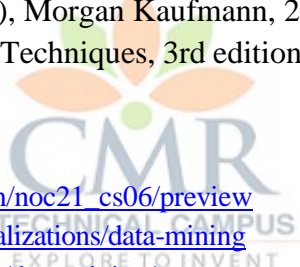 ), Morgan Kaufmann, 2
Techniques, 3rd edition
CMR
n/noc21_cs06/preview
TECHNICAL CAMPUS
alizations/data-mining
EXPLORE TO INVENT